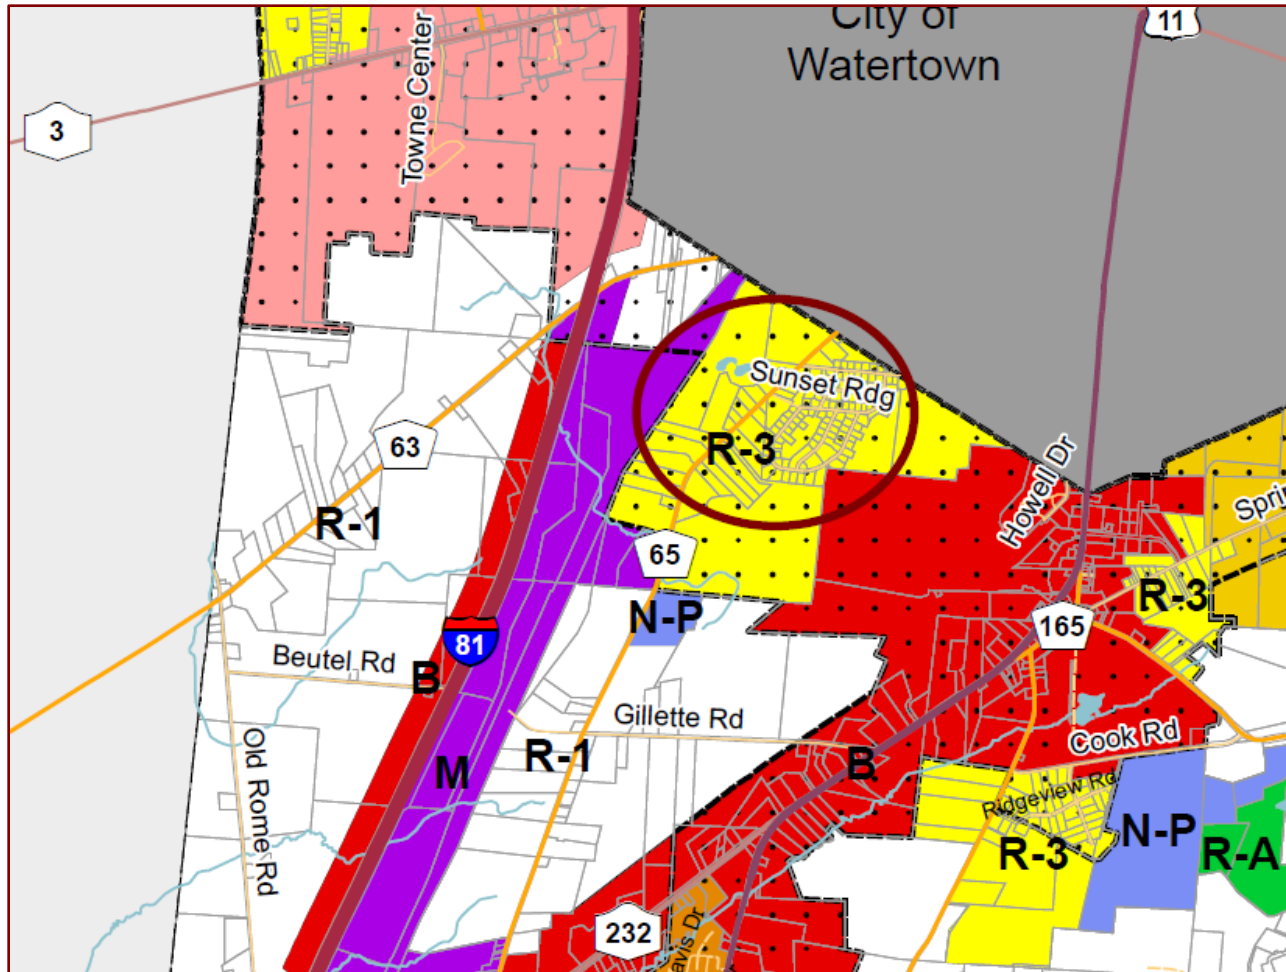 City of
Watertown
11
3
Towne Center
Sunset Rdg
R-3
63
R-1
65
Howell Dr
R-3
N-P
165
81
Beutel Rd
B
Gillette Rd
Cook Rd
Old Rome Rd
R-1
M
B
Ridgeview Rd
N-P
R-3
R-A
232